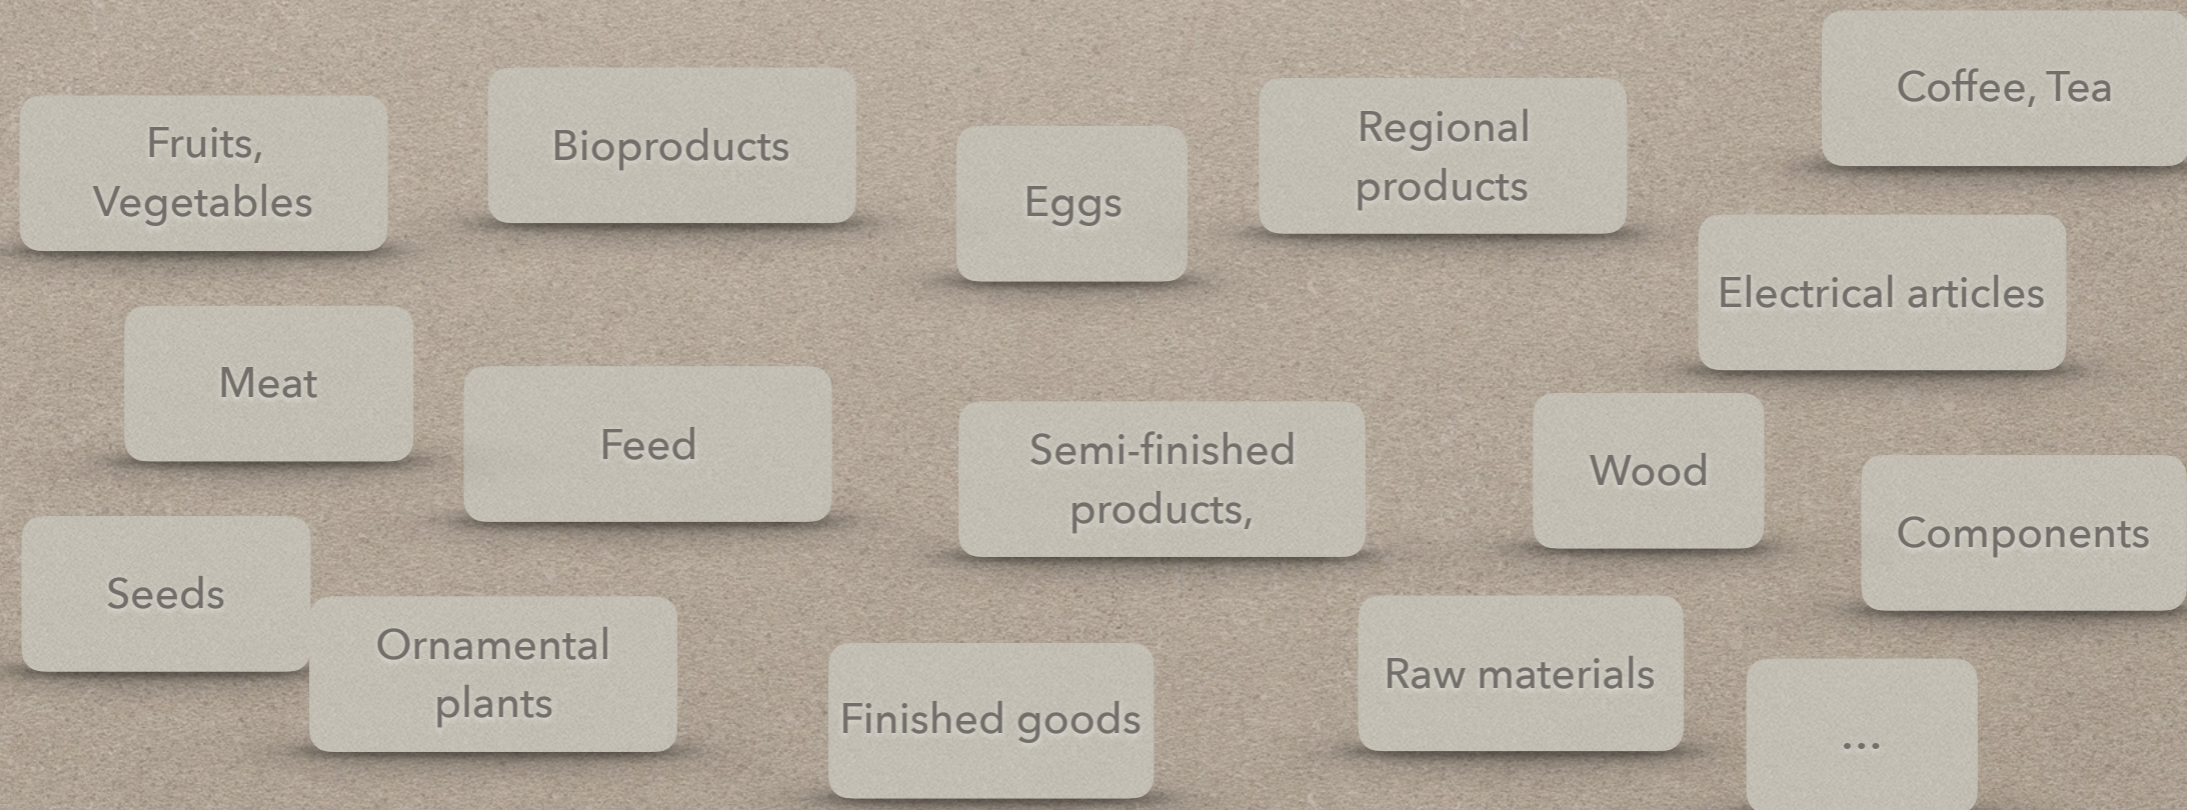 Coffee, Tea
Fruits,
Vegetables
Bioproducts
Eggs
Regional
products
Electrical articles
Meat
Feed
Semi-finished
products,
Wood
Components
Seeds
Ornamental
plants
Finished goods
Raw materials
...